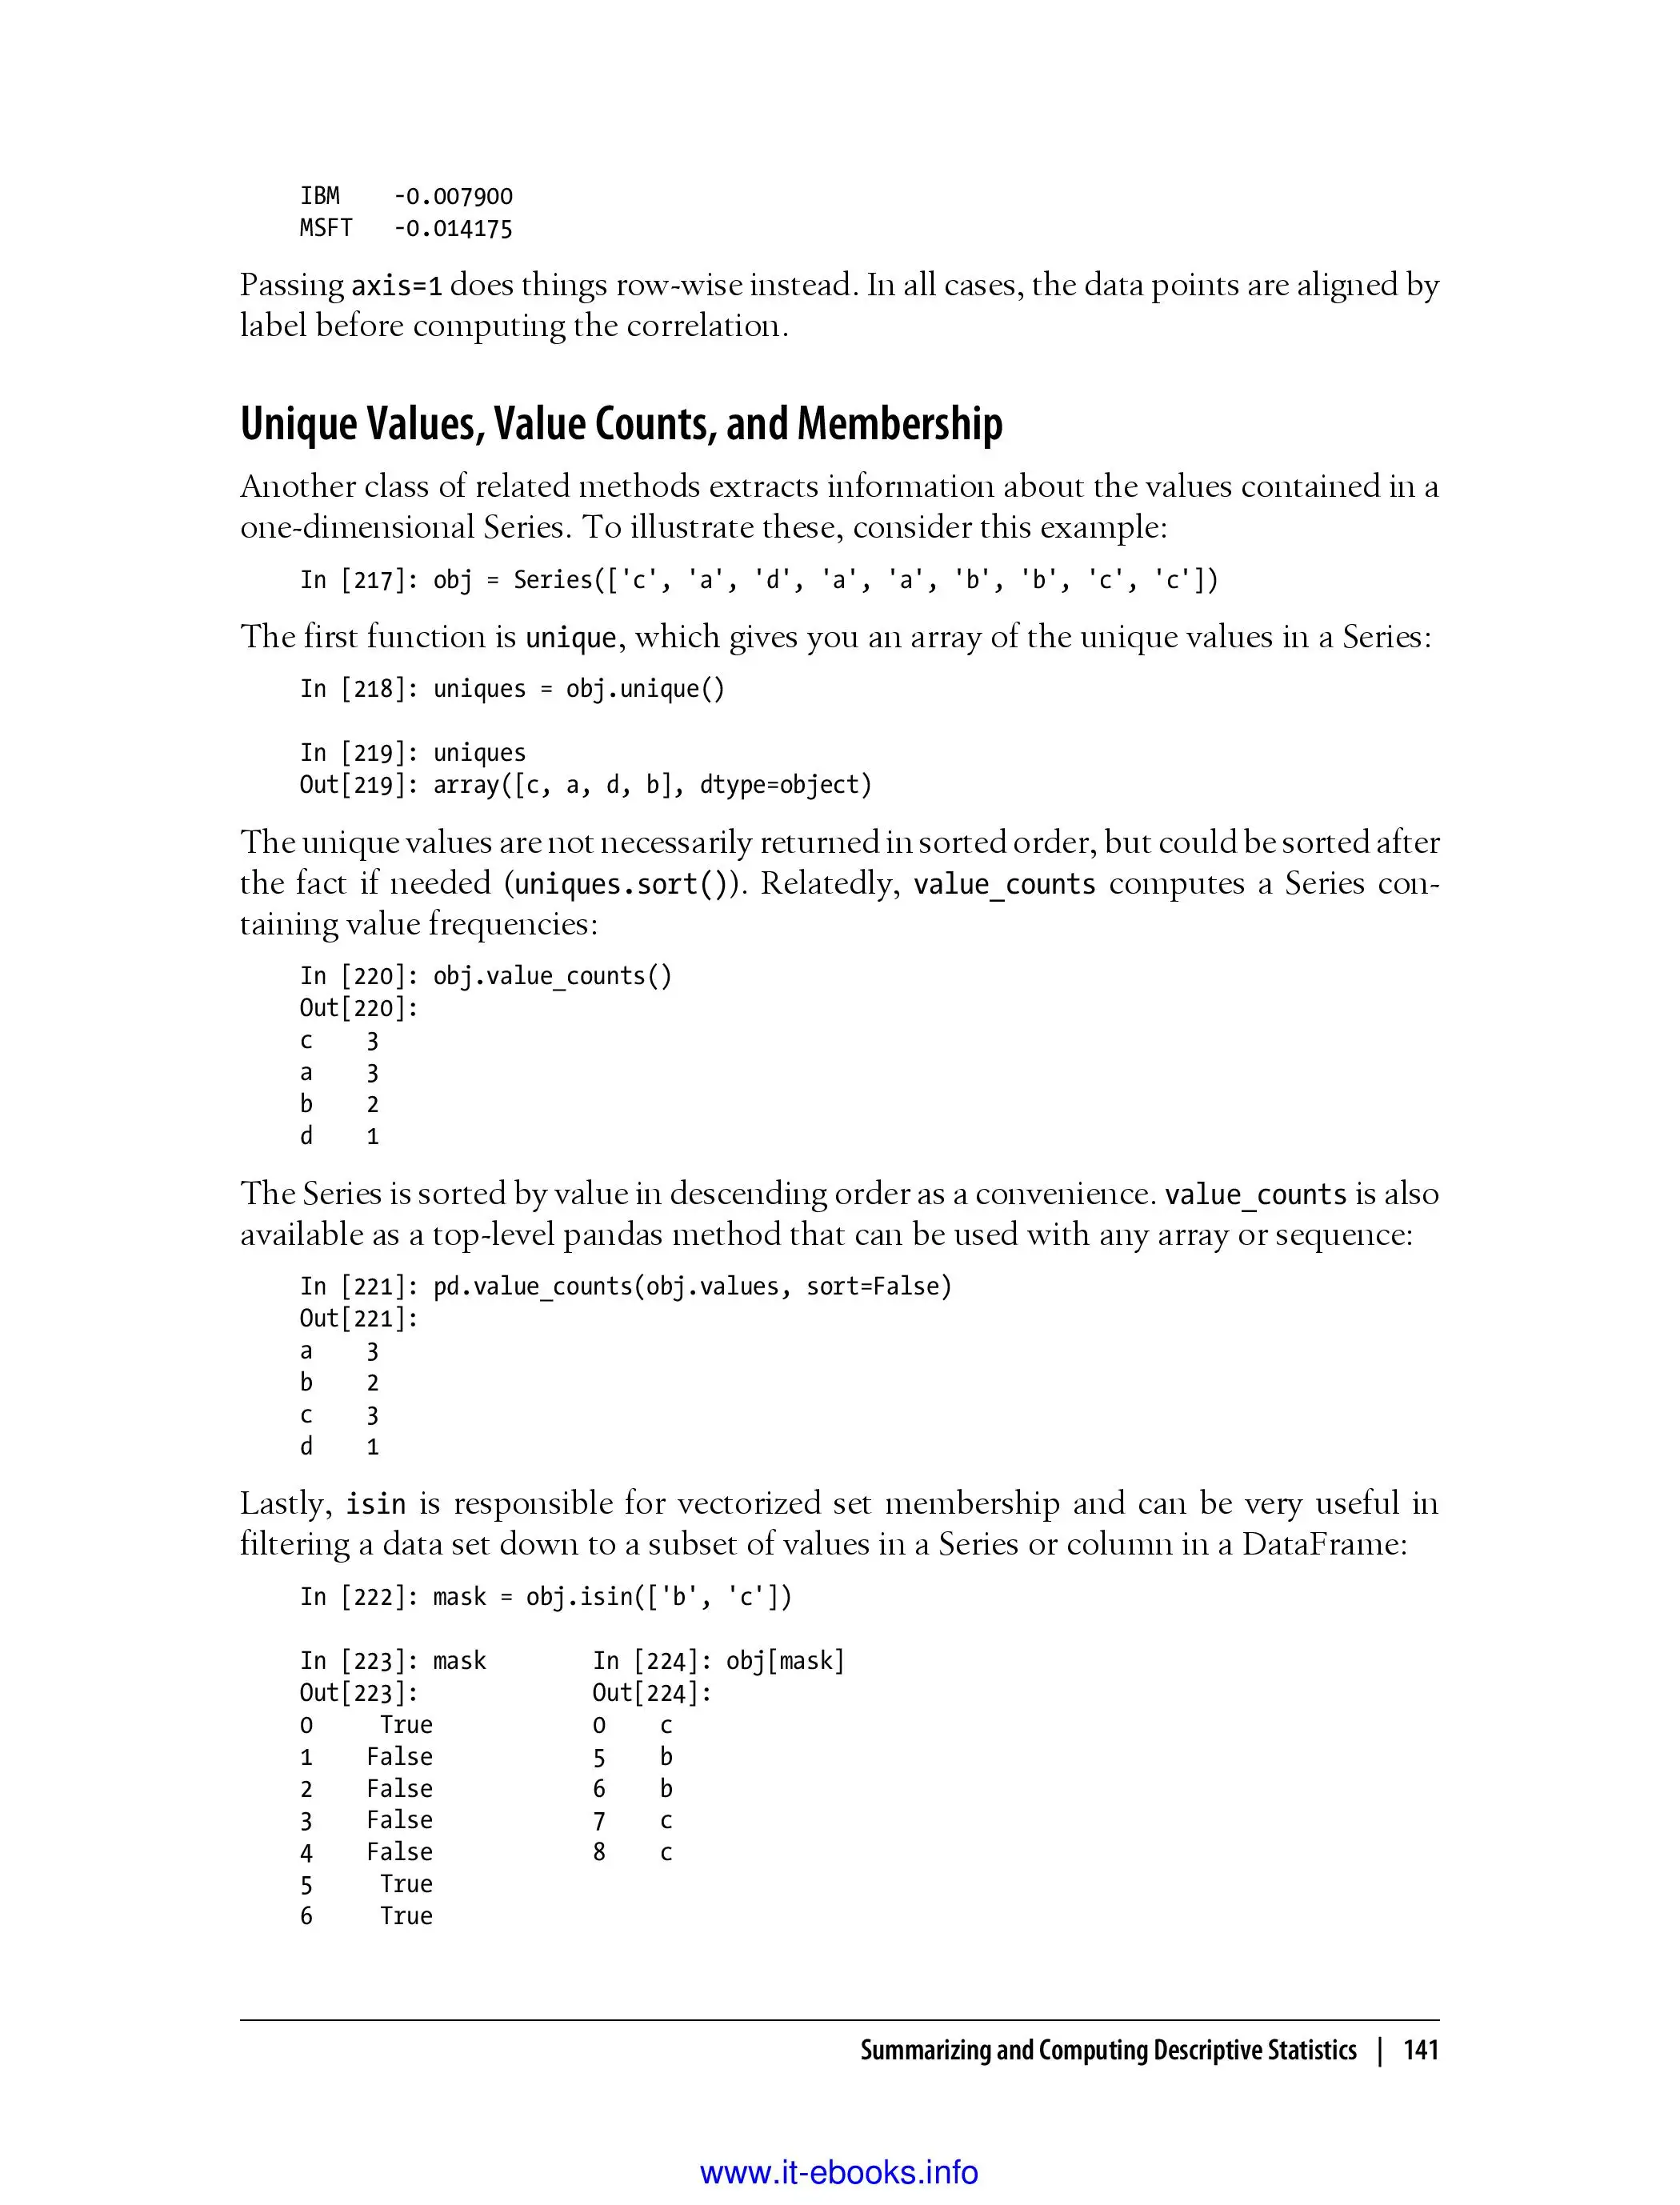 IBM    -0.007900
MSFT   -0.014175
Passing axis=1 does things row-wise instead. In all cases, the data points are aligned by
label before computing the correlation.
Unique Values, Value Counts, and Membership
Another class of related methods extracts information about the values contained in a
one-dimensional Series. To illustrate these, consider this example:
In [217]: obj = Series(['c', 'a', 'd', 'a', 'a', 'b', 'b', 'c', 'c'])
The first function is unique, which gives you an array of the unique values in a Series:
In [218]: uniques = obj.unique()
In [219]: uniques
Out[219]: array([c, a, d, b], dtype=object)
The unique values are not necessarily returned in sorted order, but could be sorted after
the fact if needed (uniques.sort()). Relatedly, value_counts computes a Series con-
taining value frequencies:
In [220]: obj.value_counts()
Out[220]:
c    3
a    3
b    2
d    1
The Series is sorted by value in descending order as a convenience. value_counts is also
available as a top-level pandas method that can be used with any array or sequence:
In [221]: pd.value_counts(obj.values, sort=False)
Out[221]:
a    3
b    2
c    3
d    1
Lastly, isin is responsible for vectorized set membership and can be very useful in
filtering a data set down to a subset of values in a Series or column in a DataFrame:
In [222]: mask = obj.isin(['b', 'c'])
In [223]: mask        In [224]: obj[mask]
Out[223]:             Out[224]:
0     True            0    c
1    False            5    b
2    False            6    b
3    False            7    c
4    False            8    c
5     True
6     True
Summarizing and Computing Descriptive Statistics | 141
www.it-ebooks.info